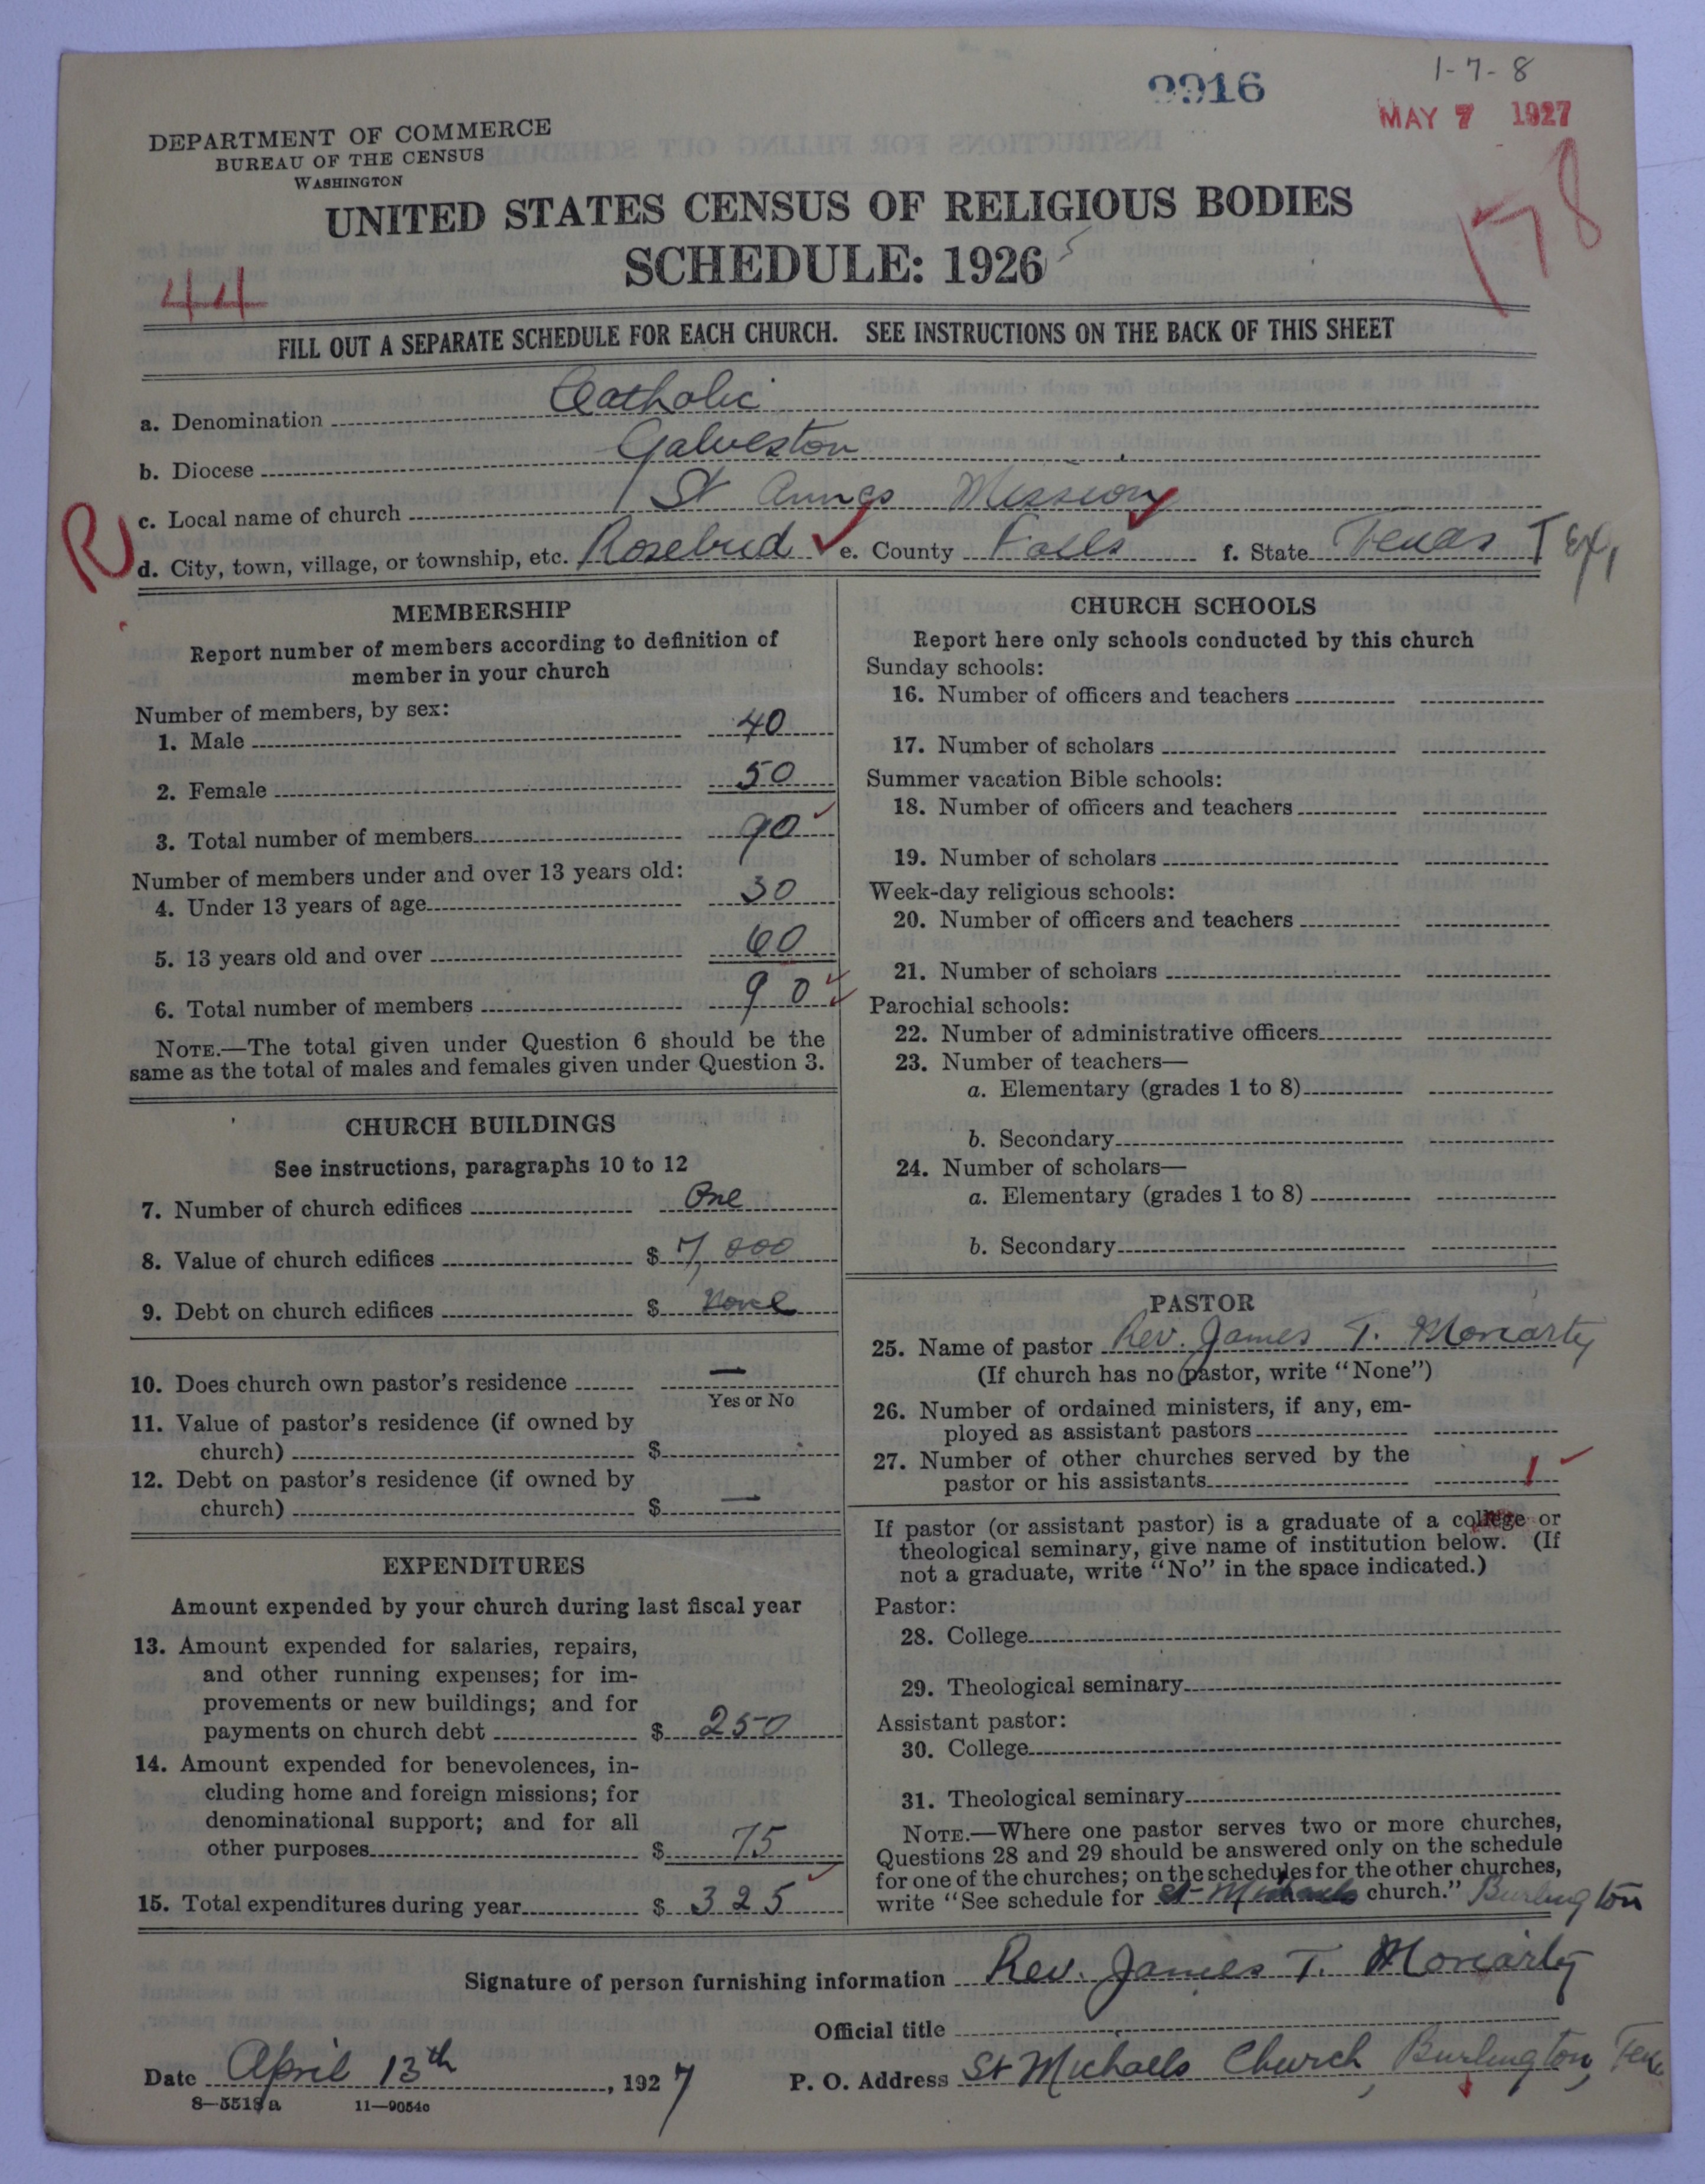 1-7-8
9916
MAY 7 1927
DEPARTMENT OF COMMERCE
BUREAU OF THE CENSUS
WASHINGTON
UNITED STATES CENSUS OF RELIGIOUS BODIES
SCHEDULE: 1926
178
44
FILL OUT A SEPARATE SCHEDULE FOR EACH CHURCH. SEE INSTRUCTIONS ON THE BACK OF THIS SHEET
a. Denomination Catholic
b. Diocese Galveston
c. Local name of church St Annes Mission
R
d. City, town, village, or township, etc. Rosebud e. County Falls f. State Texas Tex,
MEMBERSHIP
Report number of members according to definition of
member in your church
Number of members, by sex:
1. Male 40
2. Female 50
3. Total number of members 90
Number of members under and over 13 years old:
4. Under 13 years of age 30
5. 13 years old and over 60
6. Total number of members 90
NOTE.—The total given under Question 6 should be the
same as the total of males and females given under Question 3.
CHURCH BUILDINGS
See instructions, paragraphs 10 to 12
7. Number of church edifices One
8. Value of church edifices $ 7,000
9. Debt on church edifices $ None
10. Does church own pastor's residence —
Yes or No
11. Value of pastor's residence (if owned by
church) $
12. Debt on pastor's residence (if owned by
church) $ —
EXPENDITURES
Amount expended by your church during last fiscal year
13. Amount expended for salaries, repairs,
and other running expenses; for im-
provements or new buildings; and for
payments on church debt $ 250
14. Amount expended for benevolences, in-
cluding home and foreign missions; for
denominational support; and for all
other purposes $ 75
15. Total expenditures during year $ 325
CHURCH SCHOOLS
Report here only schools conducted by this church
Sunday schools:
16. Number of officers and teachers
17. Number of scholars
Summer vacation Bible schools:
18. Number of officers and teachers
19. Number of scholars
Week-day religious schools:
20. Number of officers and teachers
21. Number of scholars
Parochial schools:
22. Number of administrative officers
23. Number of teachers—
a. Elementary (grades 1 to 8)
b. Secondary
24. Number of scholars—
a. Elementary (grades 1 to 8)
b. Secondary
PASTOR
25. Name of pastor Rev. James T. Moriarty
(If church has no pastor, write "None")
26. Number of ordained ministers, if any, em-
ployed as assistant pastors
27. Number of other churches served by the
pastor or his assistants 1
If pastor (or assistant pastor) is a graduate of a college or
theological seminary, give name of institution below. (If
not a graduate, write "No" in the space indicated.)
Pastor:
28. College
29. Theological seminary
Assistant pastor:
30. College
31. Theological seminary
NOTE.—Where one pastor serves two or more churches,
Questions 28 and 29 should be answered only on the schedule
for one of the churches; on the schedules for the other churches,
write "See schedule for St Michaels church." Burlington
Signature of person furnishing information Rev. James T. Moriarty
Official title
Date April 13th, 1927 P. O. Address St Michaels Church, Burlington, Tex
8—5518a 11—9054c